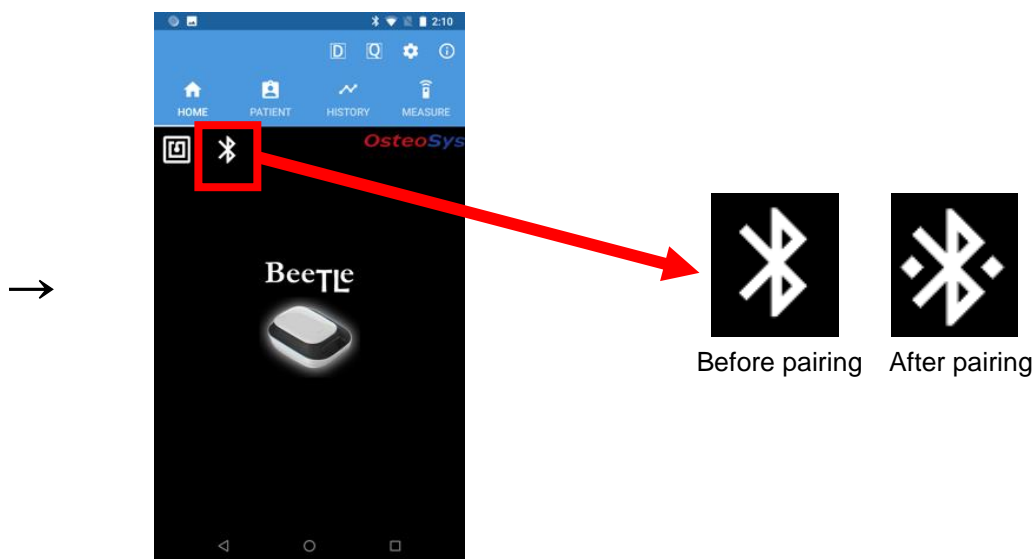 2:10
D Q
HOME PATIENT HISTORY MEASURE
OsteoSys
BeeTLe
→
Before pairing After pairing